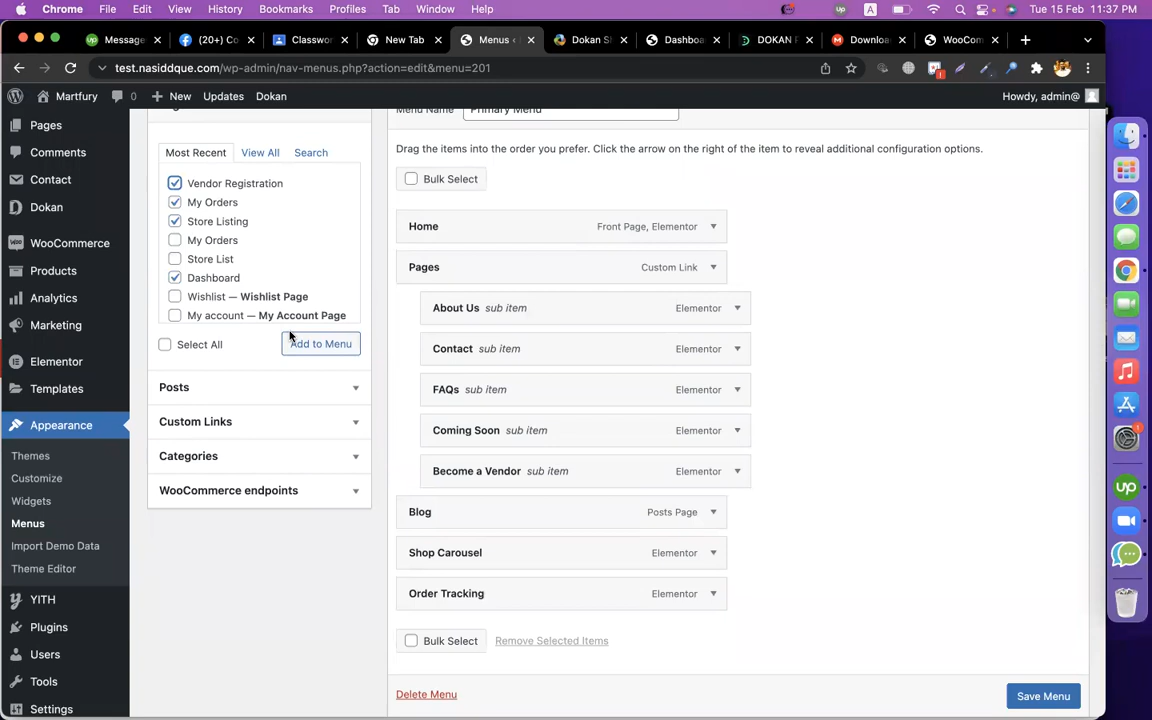 Chrome File Edit View History Bookmarks Profiles Tab Window Help A Tue 15 Feb 11:37 PM
Message (20+) Co Classwor New Tab Menus ‹ Dokan S Dashboa DOKAN F Downloa WooCom
test.nasiddque.com/wp-admin/nav-menus.php?action=edit&menu=201
Martfury 0 + New Updates Dokan Howdy, admin@
Menu Name Primary Menu
Pages
Comments
Contact
Dokan
WooCommerce
Products
Analytics
Marketing
Elementor
Templates
Appearance
Themes
Customize
Widgets
Menus
Import Demo Data
Theme Editor
YITH
Plugins
Users
Tools
Settings
Most Recent View All Search
Vendor Registration
My Orders
Store Listing
My Orders
Store List
Dashboard
Wishlist — Wishlist Page
My account — My Account Page
Select All Add to Menu
Posts
Custom Links
Categories
WooCommerce endpoints
Drag the items into the order you prefer. Click the arrow on the right of the item to reveal additional configuration options.
Bulk Select
Home Front Page, Elementor
Pages Custom Link
About Us sub item Elementor
Contact sub item Elementor
FAQs sub item Elementor
Coming Soon sub item Elementor
Become a Vendor sub item Elementor
Blog Posts Page
Shop Carousel Elementor
Order Tracking Elementor
Bulk Select Remove Selected Items
Delete Menu Save Menu